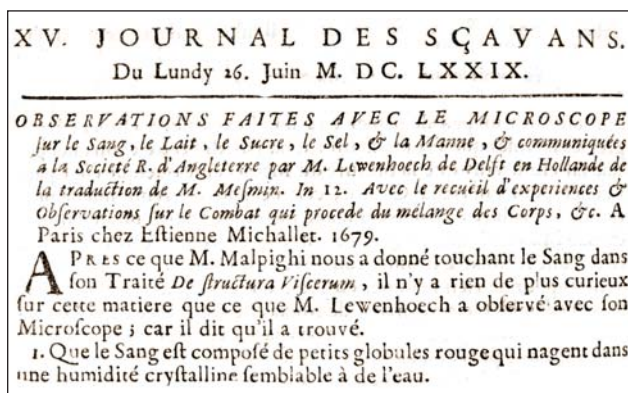 XV. JOURNAL DES SÇAVANS.
Du Lundy 26. Juin M. DC. LXXIX.
OBSERVATIONS FAITES AVEC LE MICROSCOPE
ſur le Sang, le Lait, le Sucre, le Sel, & la Manne, & communiquées
à la Societé R. d'Angleterre par M. Lewenhoech de Delft en Hollande de
la traduction de M. Meſmin. In 12. Avec le recueil d'experiences &
Obſervations ſur le Combat qui procede du mélange des Corps, &c. A
Paris chez Eſtienne Michallet. 1679.
APRES ce que M. Malpighi nous a donné touchant le Sang dans
ſon Traité De ſtructura Viſcerum, il n'y a rien de plus curieux
ſur cette matiere que ce que M. Lewenhoech a obſervé avec ſon
Microſcope; car il dit qu'il a trouvé.
1. Que le Sang eſt compoſé de petits globules rouge qui nagent dans
une humidité cryſtalline ſemblable à de l'eau.